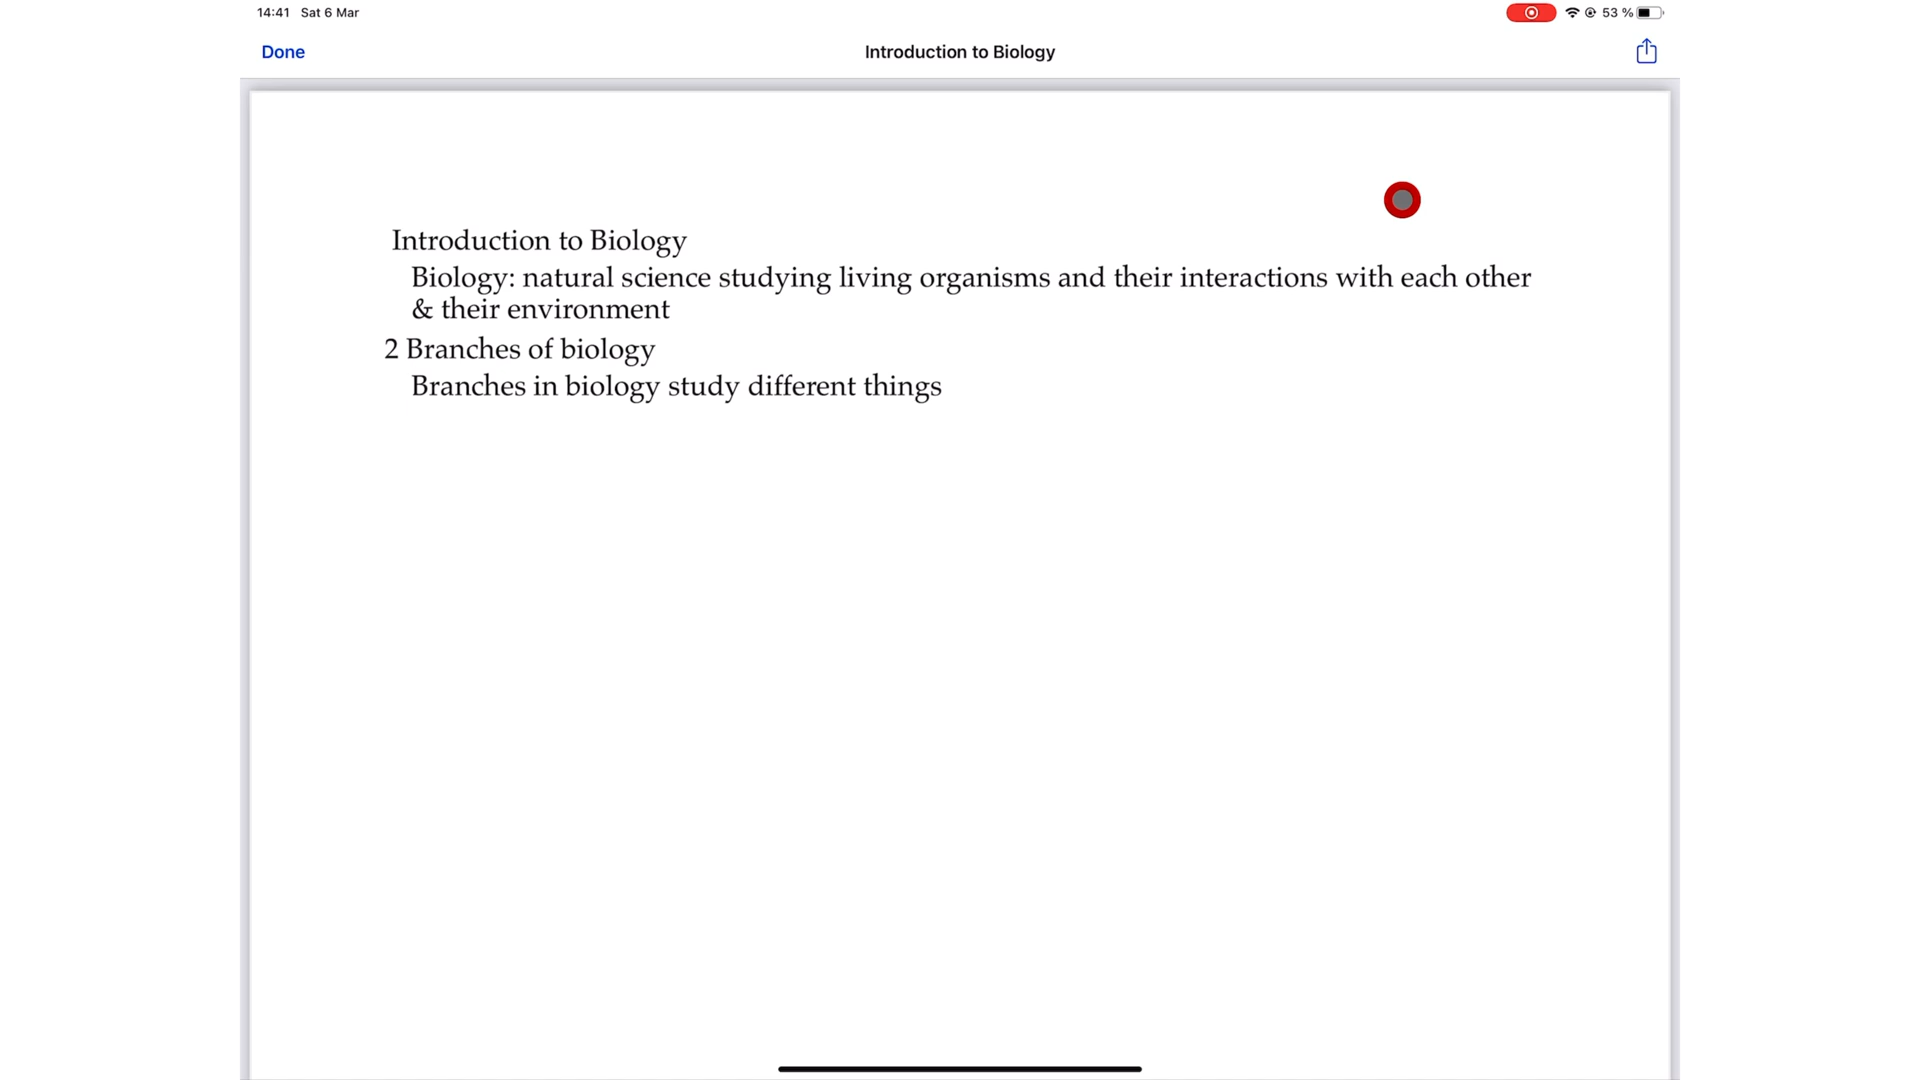 14:41 Sat 6 Mar 53 %
Done Introduction to Biology
Introduction to Biology
Biology: natural science studying living organisms and their interactions with each other
& their environment
2 Branches of biology
Branches in biology study different things